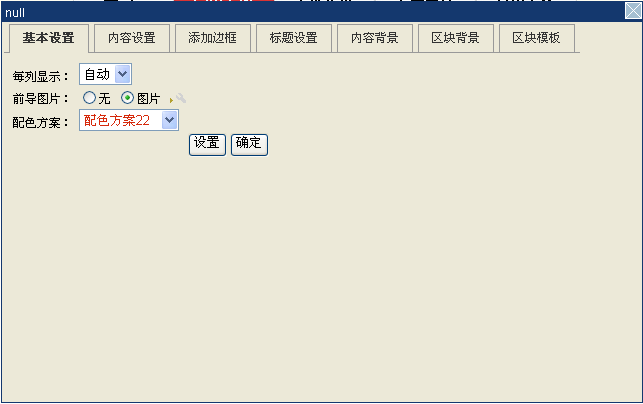 null
基本设置 内容设置 添加边框 标题设置 内容背景 区块背景 区块模板
每列显示： 自动
前导图片： 无 图片
配色方案： 配色方案22
设置 确定